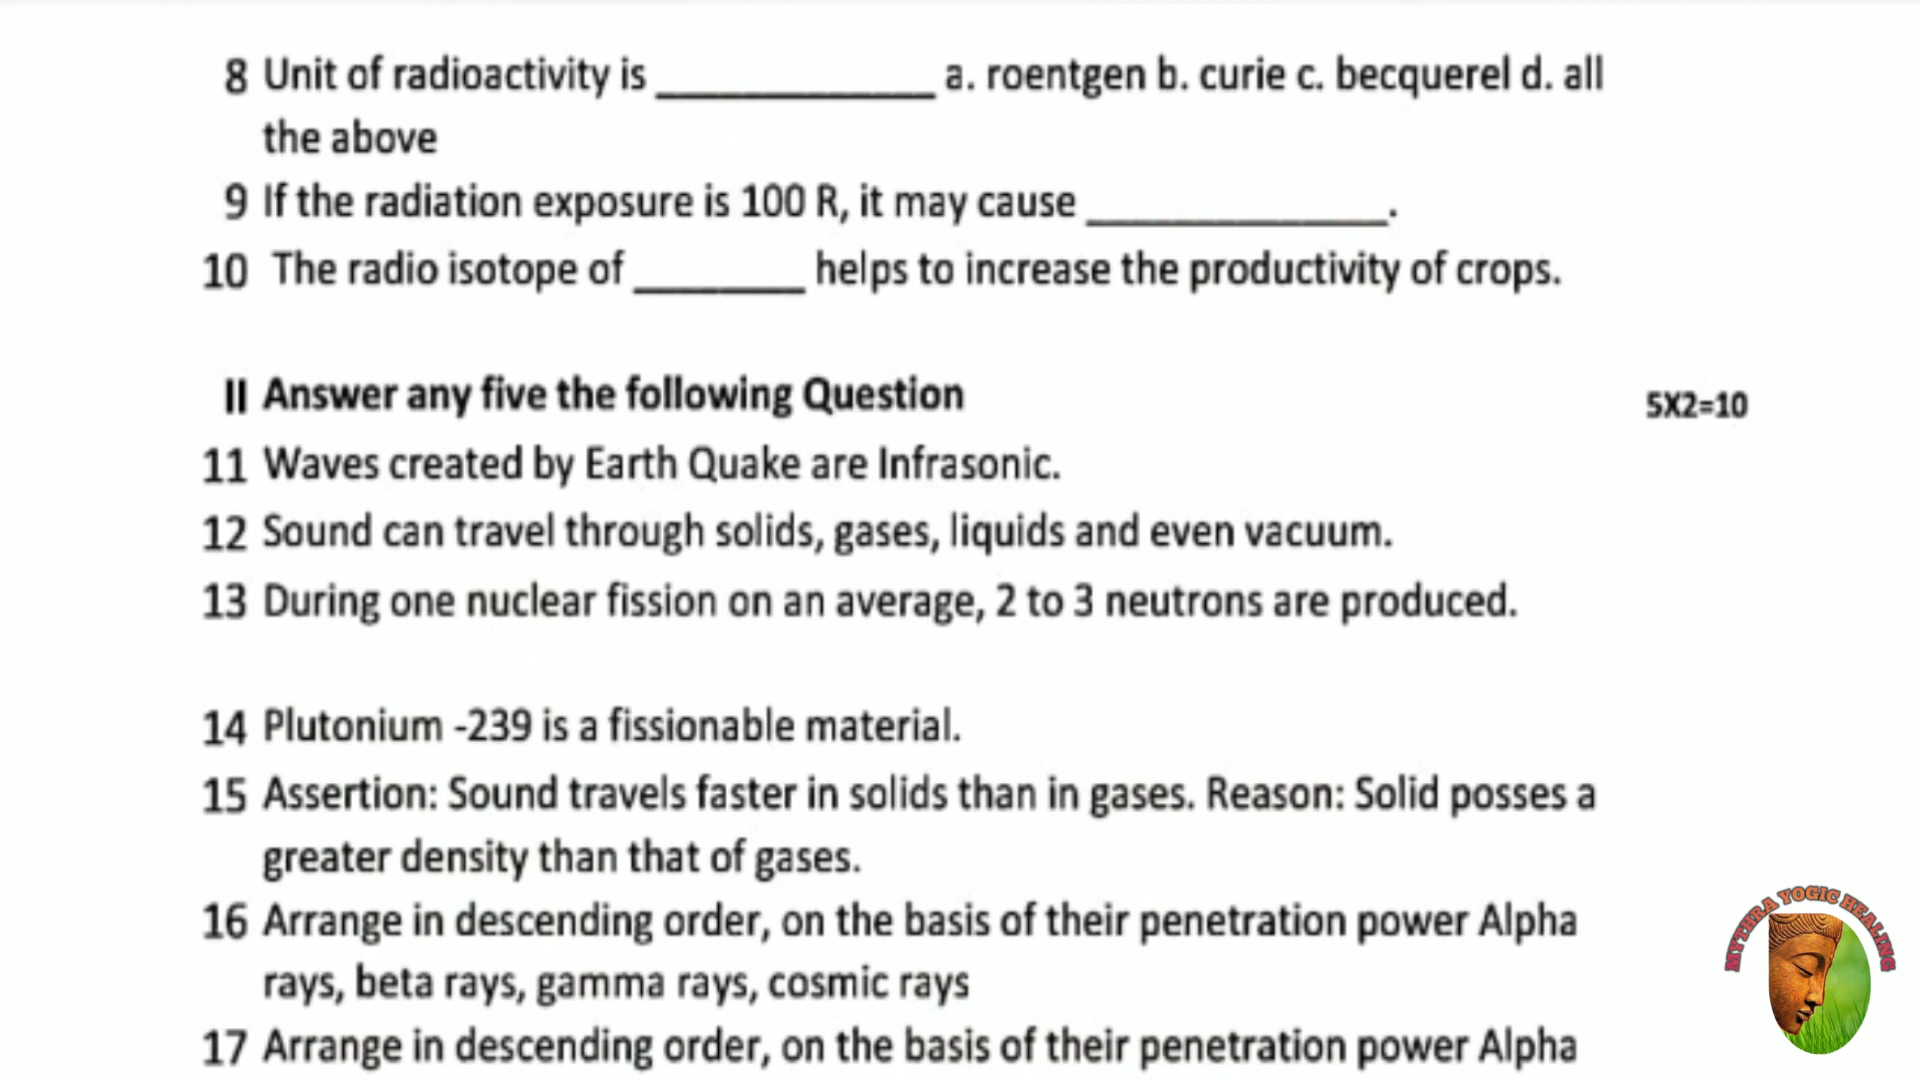 8 Unit of radioactivity is ______________ a. roentgen b. curie c. becquerel d. all
the above
9 If the radiation exposure is 100 R, it may cause _______________.
10 The radio isotope of ________ helps to increase the productivity of crops.
II Answer any five the following Question 5X2=10
11 Waves created by Earth Quake are Infrasonic.
12 Sound can travel through solids, gases, liquids and even vacuum.
13 During one nuclear fission on an average, 2 to 3 neutrons are produced.
14 Plutonium -239 is a fissionable material.
15 Assertion: Sound travels faster in solids than in gases. Reason: Solid posses a
greater density than that of gases.
16 Arrange in descending order, on the basis of their penetration power Alpha
rays, beta rays, gamma rays, cosmic rays
17 Arrange in descending order, on the basis of their penetration power Alpha
MYTHRA YOGIC HEALING